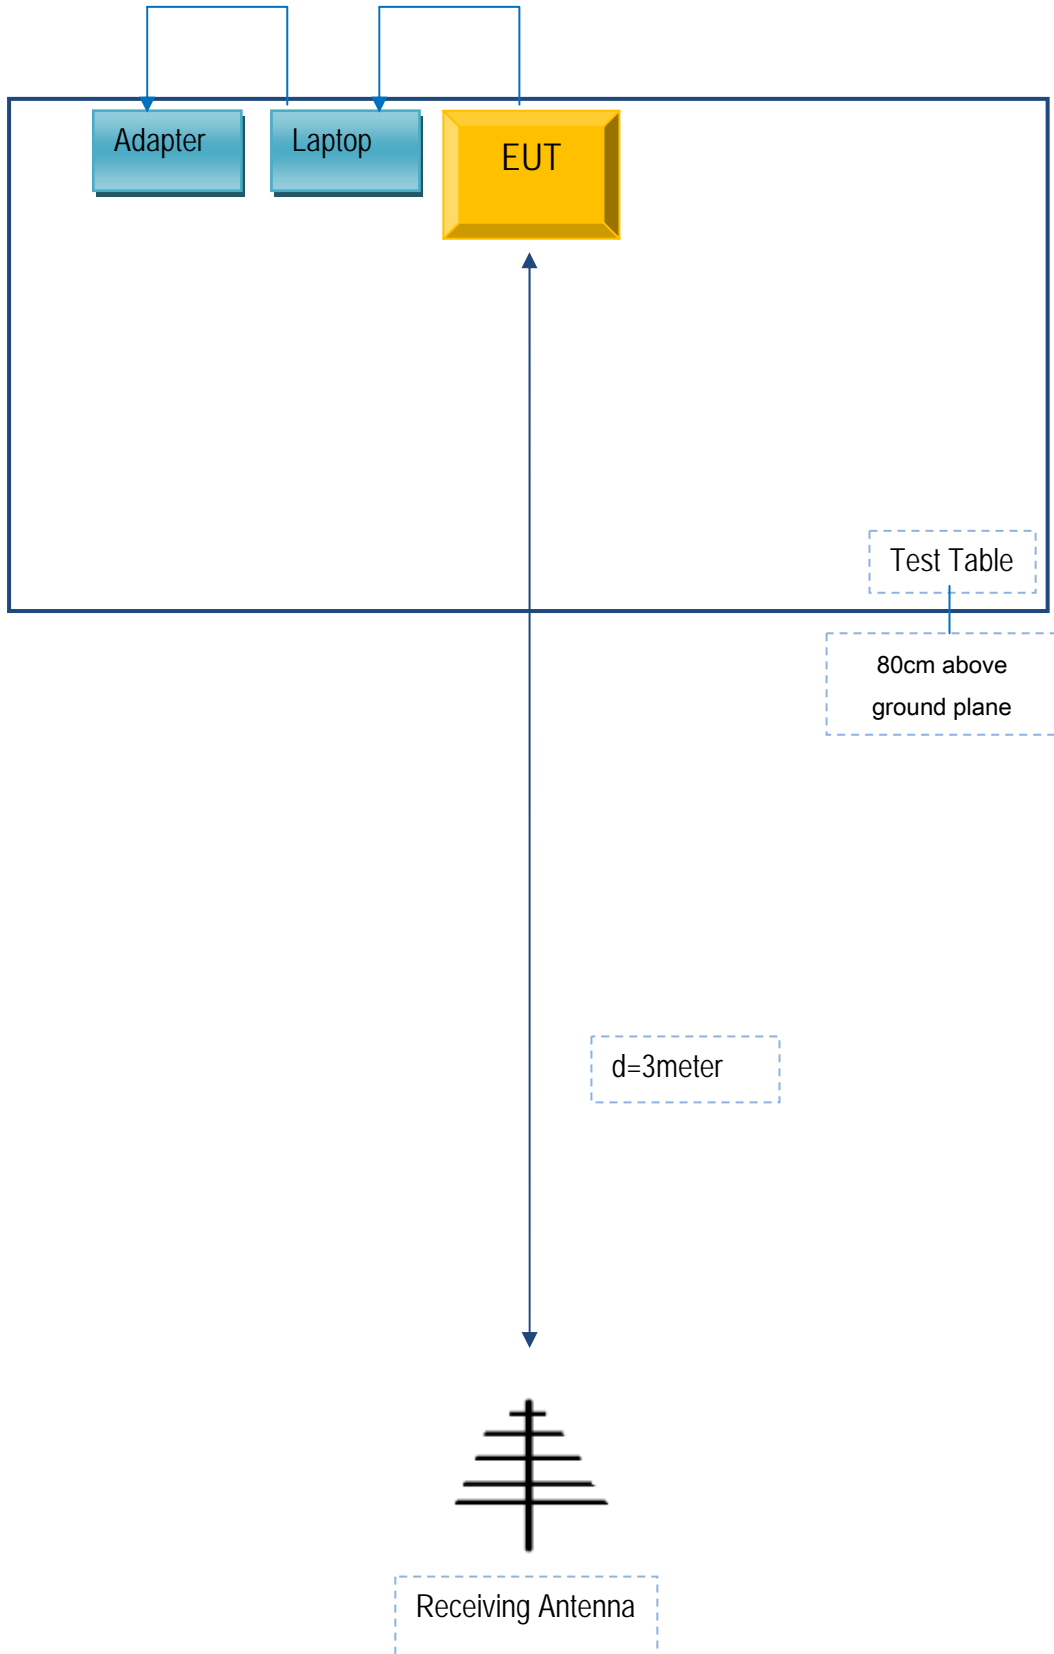 Adapter
Laptop
EUT
Test Table
80cm above
ground plane
d=3meter
Receiving Antenna